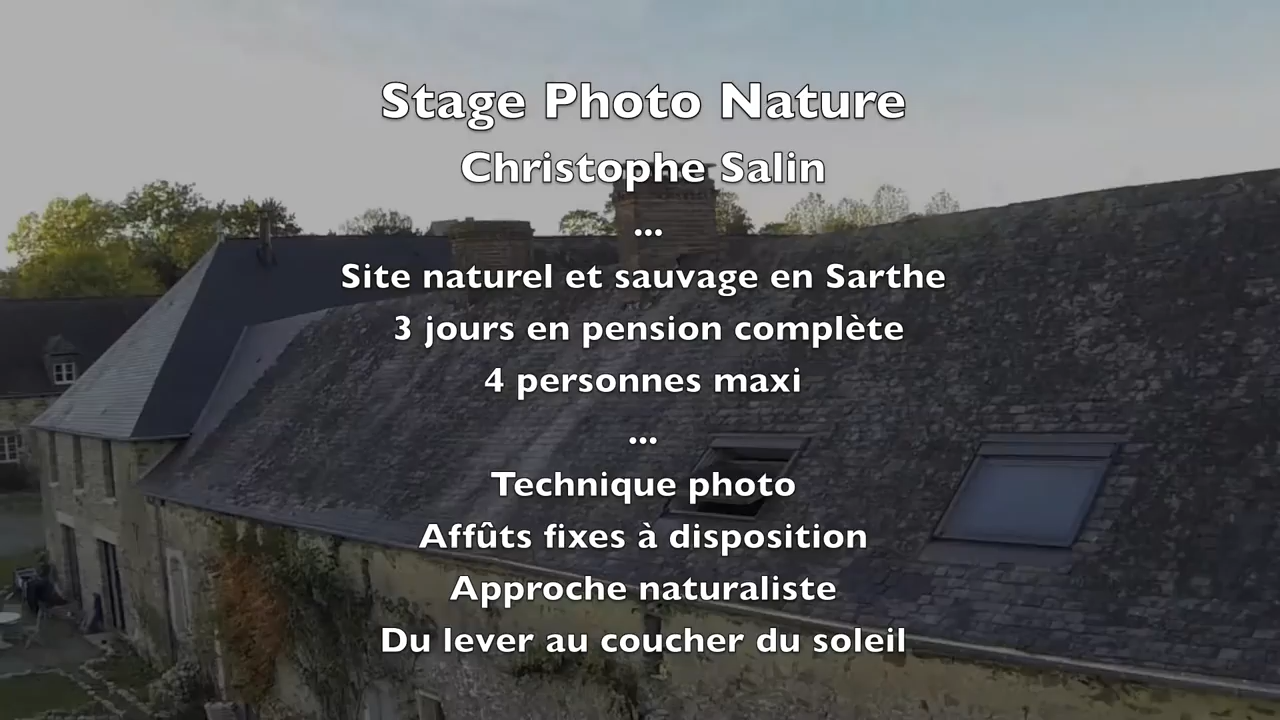 Stage Photo Nature
Christophe Salin
...
Site naturel et sauvage en Sarthe
3 jours en pension complète
4 personnes maxi
...
Technique photo
Affûts fixes à disposition
Approche naturaliste
Du lever au coucher du soleil